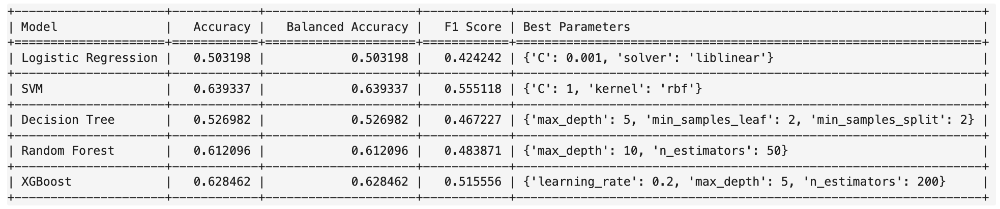 | Model | Accuracy | Balanced Accuracy | F1 Score | Best Parameters |
| Logistic Regression | 0.503198 | 0.503198 | 0.424242 | {'C': 0.001, 'solver': 'liblinear'} |
| SVM | 0.639337 | 0.639337 | 0.555118 | {'C': 1, 'kernel': 'rbf'} |
| Decision Tree | 0.526982 | 0.526982 | 0.467227 | {'max_depth': 5, 'min_samples_leaf': 2, 'min_samples_split': 2} |
| Random Forest | 0.612096 | 0.612096 | 0.483871 | {'max_depth': 10, 'n_estimators': 50} |
| XGBoost | 0.628462 | 0.628462 | 0.515556 | {'learning_rate': 0.2, 'max_depth': 5, 'n_estimators': 200} |